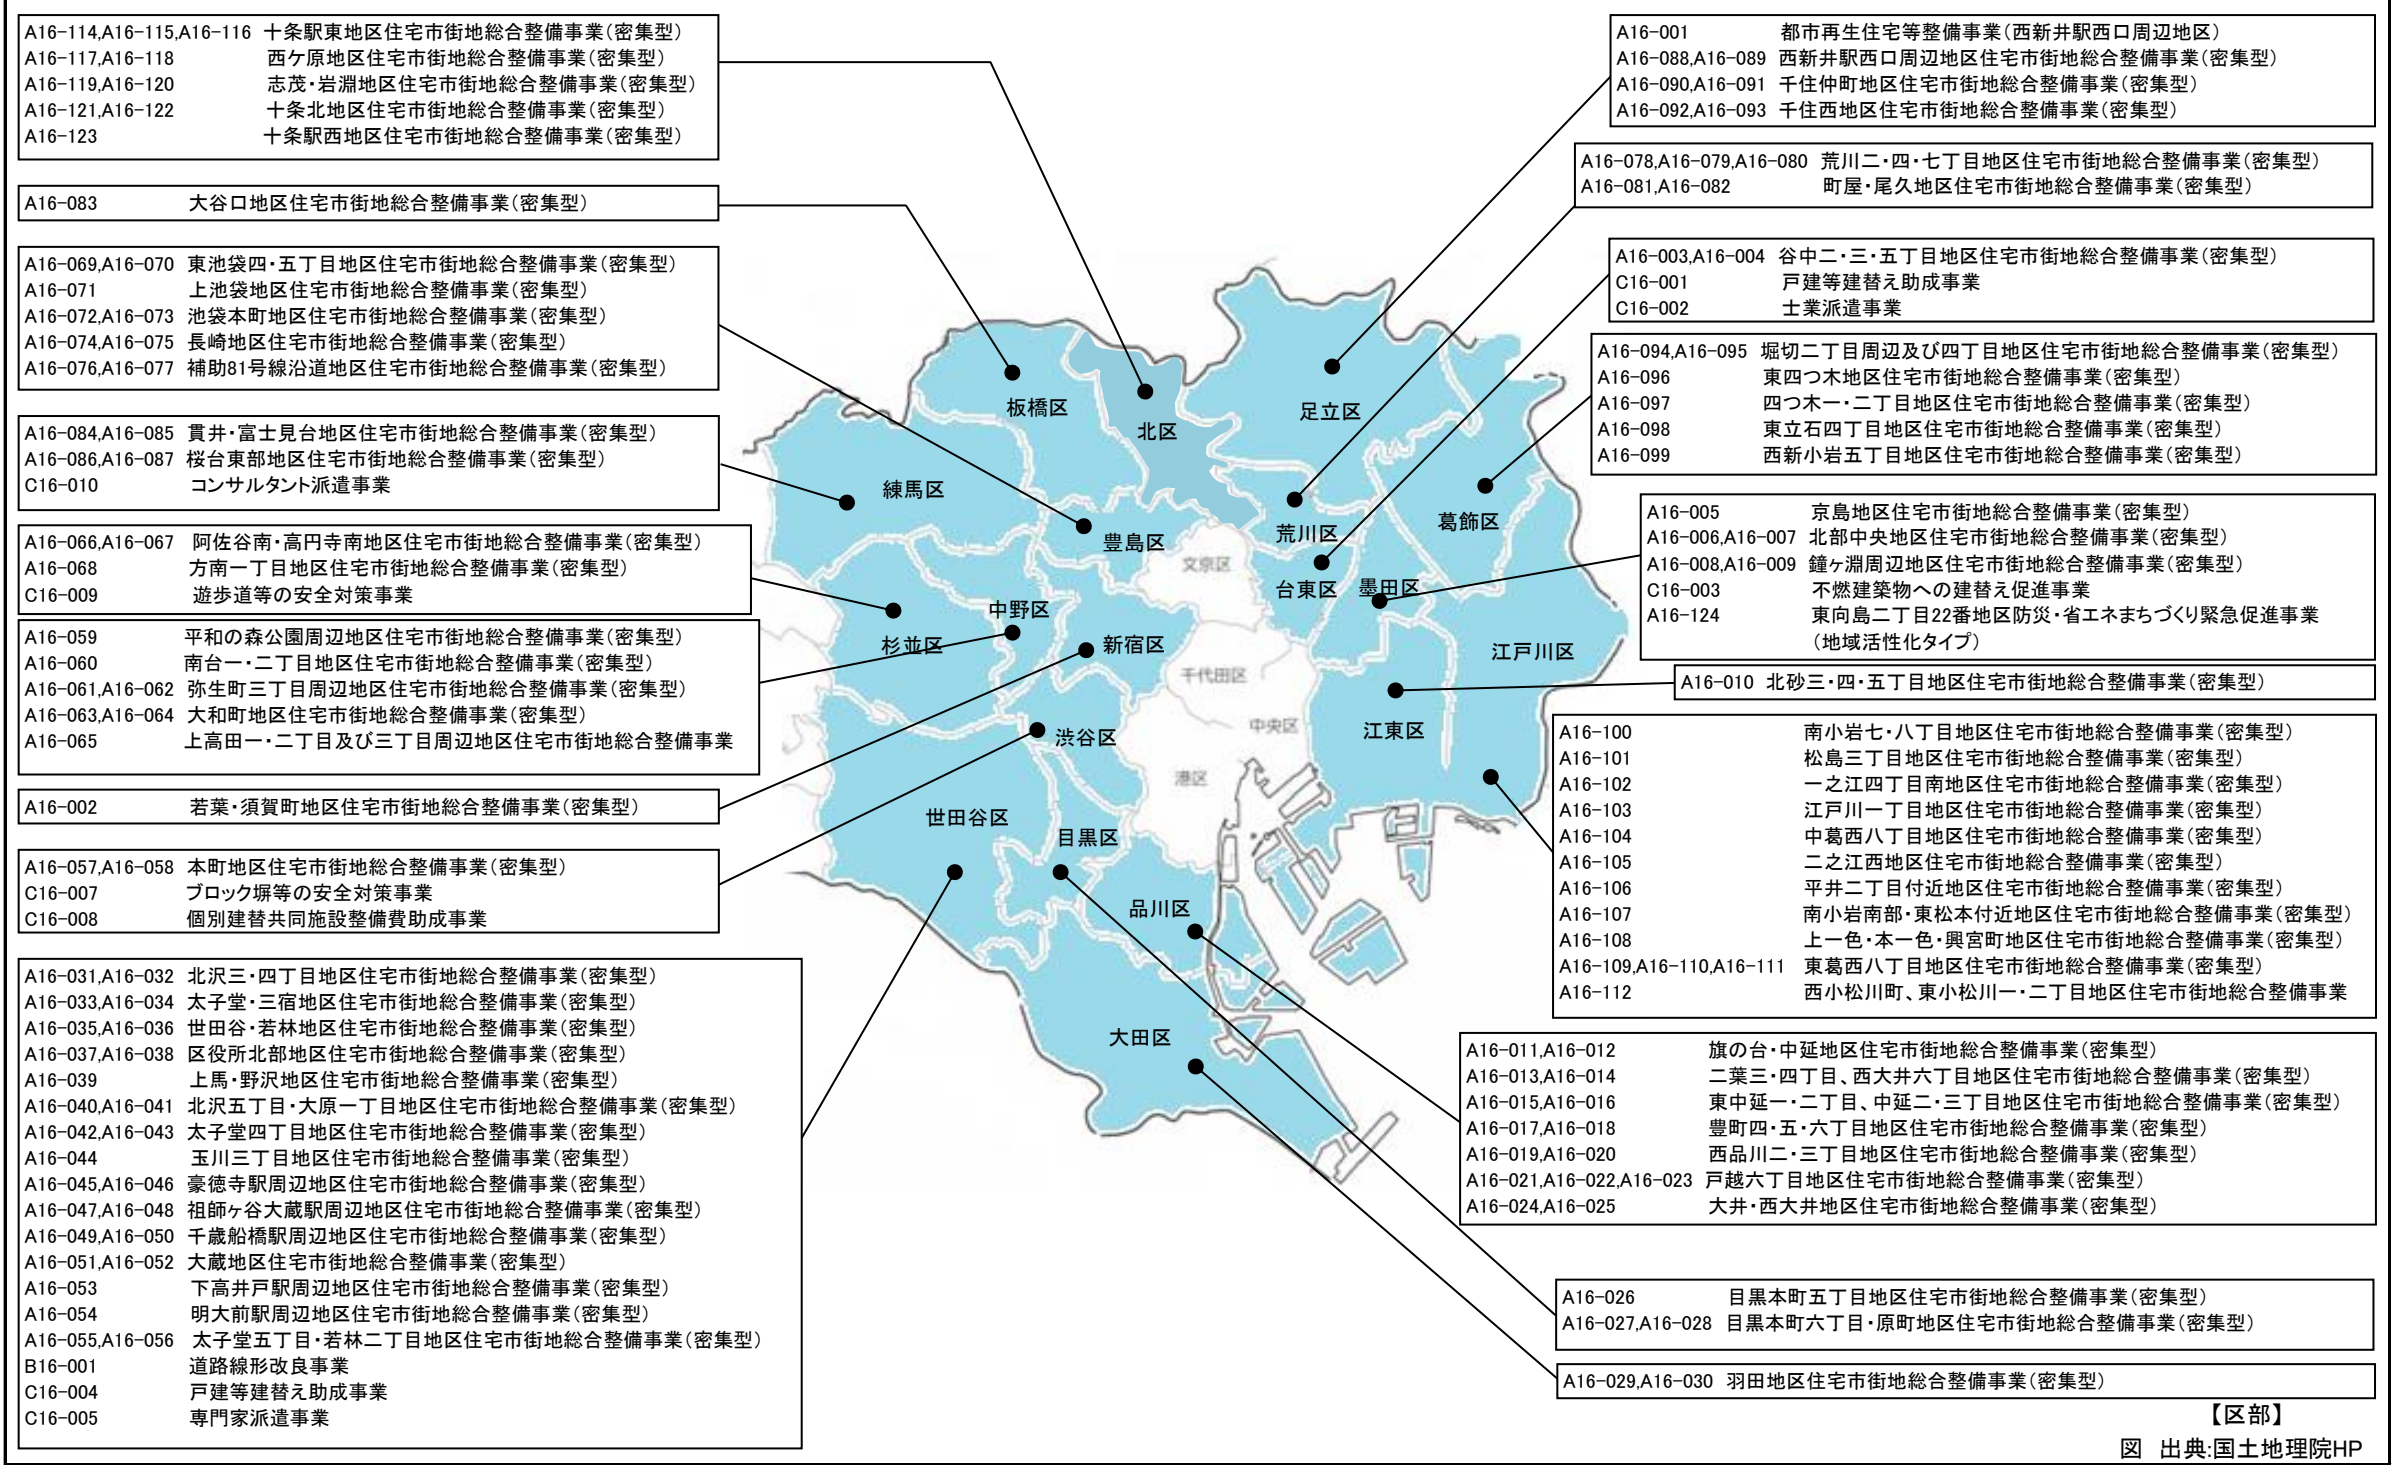 A16-114,A16-115,A16-116 十条駅東地区住宅市街地総合整備事業(密集型)
A16-117,A16-118 西ケ原地区住宅市街地総合整備事業(密集型)
A16-119,A16-120 志茂・岩淵地区住宅市街地総合整備事業(密集型)
A16-121,A16-122 十条北地区住宅市街地総合整備事業(密集型)
A16-123 十条駅西地区住宅市街地総合整備事業(密集型)
A16-083 大谷口地区住宅市街地総合整備事業(密集型)
A16-069,A16-070 東池袋四・五丁目地区住宅市街地総合整備事業(密集型)
A16-071 上池袋地区住宅市街地総合整備事業(密集型)
A16-072,A16-073 池袋本町地区住宅市街地総合整備事業(密集型)
A16-074,A16-075 長崎地区住宅市街地総合整備事業(密集型)
A16-076,A16-077 補助81号線沿道地区住宅市街地総合整備事業(密集型)
A16-084,A16-085 貫井・富士見台地区住宅市街地総合整備事業(密集型)
A16-086,A16-087 桜台東部地区住宅市街地総合整備事業(密集型)
C16-010 コンサルタント派遣事業
A16-066,A16-067 阿佐谷南・高円寺南地区住宅市街地総合整備事業(密集型)
A16-068 方南一丁目地区住宅市街地総合整備事業(密集型)
C16-009 遊歩道等の安全対策事業
A16-059 平和の森公園周辺地区住宅市街地総合整備事業(密集型)
A16-060 南台一・二丁目地区住宅市街地総合整備事業(密集型)
A16-061,A16-062 弥生町三丁目周辺地区住宅市街地総合整備事業(密集型)
A16-063,A16-064 大和町地区住宅市街地総合整備事業(密集型)
A16-065 上高田一・二丁目及び三丁目周辺地区住宅市街地総合整備事業
A16-002 若葉・須賀町地区住宅市街地総合整備事業(密集型)
A16-057,A16-058 本町地区住宅市街地総合整備事業(密集型)
C16-007 ブロック塀等の安全対策事業
C16-008 個別建替共同施設整備費助成事業
A16-031,A16-032 北沢三・四丁目地区住宅市街地総合整備事業(密集型)
A16-033,A16-034 太子堂・三宿地区住宅市街地総合整備事業(密集型)
A16-035,A16-036 世田谷・若林地区住宅市街地総合整備事業(密集型)
A16-037,A16-038 区役所北部地区住宅市街地総合整備事業(密集型)
A16-039 上馬・野沢地区住宅市街地総合整備事業(密集型)
A16-040,A16-041 北沢五丁目・大原一丁目地区住宅市街地総合整備事業(密集型)
A16-042,A16-043 太子堂四丁目地区住宅市街地総合整備事業(密集型)
A16-044 玉川三丁目地区住宅市街地総合整備事業(密集型)
A16-045,A16-046 豪徳寺駅周辺地区住宅市街地総合整備事業(密集型)
A16-047,A16-048 祖師ヶ谷大蔵駅周辺地区住宅市街地総合整備事業(密集型)
A16-049,A16-050 千歳船橋駅周辺地区住宅市街地総合整備事業(密集型)
A16-051,A16-052 大蔵地区住宅市街地総合整備事業(密集型)
A16-053 下高井戸駅周辺地区住宅市街地総合整備事業(密集型)
A16-054 明大前駅周辺地区住宅市街地総合整備事業(密集型)
A16-055,A16-056 太子堂五丁目・若林二丁目地区住宅市街地総合整備事業(密集型)
B16-001 道路線形改良事業
C16-004 戸建等建替え助成事業
C16-005 専門家派遣事業
板橋区
北区
足立区
練馬区
豊島区
荒川区
葛飾区
文京区
台東区
墨田区
中野区
杉並区
新宿区
江戸川区
千代田区
渋谷区
中央区
江東区
港区
世田谷区
目黒区
品川区
大田区
A16-001 都市再生住宅等整備事業(西新井駅西口周辺地区)
A16-088,A16-089 西新井駅西口周辺地区住宅市街地総合整備事業(密集型)
A16-090,A16-091 千住仲町地区住宅市街地総合整備事業(密集型)
A16-092,A16-093 千住西地区住宅市街地総合整備事業(密集型)
A16-078,A16-079,A16-080 荒川二・四・七丁目地区住宅市街地総合整備事業(密集型)
A16-081,A16-082 町屋・尾久地区住宅市街地総合整備事業(密集型)
A16-003,A16-004 谷中二・三・五丁目地区住宅市街地総合整備事業(密集型)
C16-001 戸建等建替え助成事業
C16-002 士業派遣事業
A16-094,A16-095 堀切二丁目周辺及び四丁目地区住宅市街地総合整備事業(密集型)
A16-096 東四つ木地区住宅市街地総合整備事業(密集型)
A16-097 四つ木一・二丁目地区住宅市街地総合整備事業(密集型)
A16-098 東立石四丁目地区住宅市街地総合整備事業(密集型)
A16-099 西新小岩五丁目地区住宅市街地総合整備事業(密集型)
A16-005 京島地区住宅市街地総合整備事業(密集型)
A16-006,A16-007 北部中央地区住宅市街地総合整備事業(密集型)
A16-008,A16-009 鐘ヶ淵周辺地区住宅市街地総合整備事業(密集型)
C16-003 不燃建築物への建替え促進事業
A16-124 東向島二丁目22番地区防災・省エネまちづくり緊急促進事業
(地域活性化タイプ)
A16-010 北砂三・四・五丁目地区住宅市街地総合整備事業(密集型)
A16-100 南小岩七・八丁目地区住宅市街地総合整備事業(密集型)
A16-101 松島三丁目地区住宅市街地総合整備事業(密集型)
A16-102 一之江四丁目南地区住宅市街地総合整備事業(密集型)
A16-103 江戸川一丁目地区住宅市街地総合整備事業(密集型)
A16-104 中葛西八丁目地区住宅市街地総合整備事業(密集型)
A16-105 二之江西地区住宅市街地総合整備事業(密集型)
A16-106 平井二丁目付近地区住宅市街地総合整備事業(密集型)
A16-107 南小岩南部・東松本付近地区住宅市街地総合整備事業(密集型)
A16-108 上一色・本一色・興宮町地区住宅市街地総合整備事業(密集型)
A16-109,A16-110,A16-111 東葛西八丁目地区住宅市街地総合整備事業(密集型)
A16-112 西小松川町、東小松川一・二丁目地区住宅市街地総合整備事業
A16-011,A16-012 旗の台・中延地区住宅市街地総合整備事業(密集型)
A16-013,A16-014 二葉三・四丁目、西大井六丁目地区住宅市街地総合整備事業(密集型)
A16-015,A16-016 東中延一・二丁目、中延二・三丁目地区住宅市街地総合整備事業(密集型)
A16-017,A16-018 豊町四・五・六丁目地区住宅市街地総合整備事業(密集型)
A16-019,A16-020 西品川二・三丁目地区住宅市街地総合整備事業(密集型)
A16-021,A16-022,A16-023 戸越六丁目地区住宅市街地総合整備事業(密集型)
A16-024,A16-025 大井・西大井地区住宅市街地総合整備事業(密集型)
A16-026 目黒本町五丁目地区住宅市街地総合整備事業(密集型)
A16-027,A16-028 目黒本町六丁目・原町地区住宅市街地総合整備事業(密集型)
A16-029,A16-030 羽田地区住宅市街地総合整備事業(密集型)
【区部】
図 出典:国土地理院HP